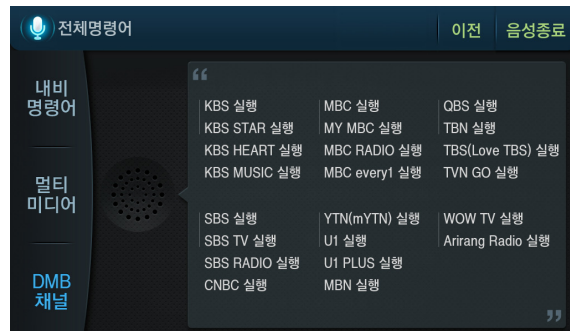 전체명령어
이전
음성종료
내비
명령어
멀티
미디어
DMB
채널
KBS 실행
KBS STAR 실행
KBS HEART 실행
KBS MUSIC 실행
MBC 실행
MY MBC 실행
MBC RADIO 실행
MBC every1 실행
QBS 실행
TBN 실행
TBS(Love TBS) 실행
TVN GO 실행
SBS 실행
SBS TV 실행
SBS RADIO 실행
CNBC 실행
YTN(mYTN) 실행
U1 실행
U1 PLUS 실행
MBN 실행
WOW TV 실행
Arirang Radio 실행